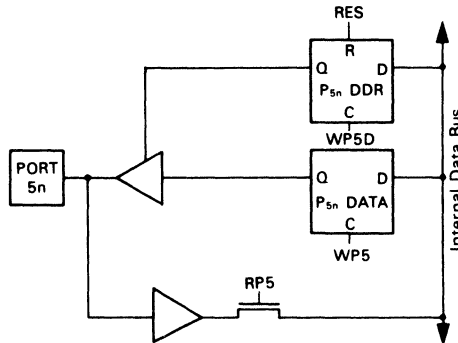 RES
R
Q D
P5n DDR
C
WP5D
PORT
5n
Q D
P5n DATA
C
WP5
RP5
Internal Data Bus